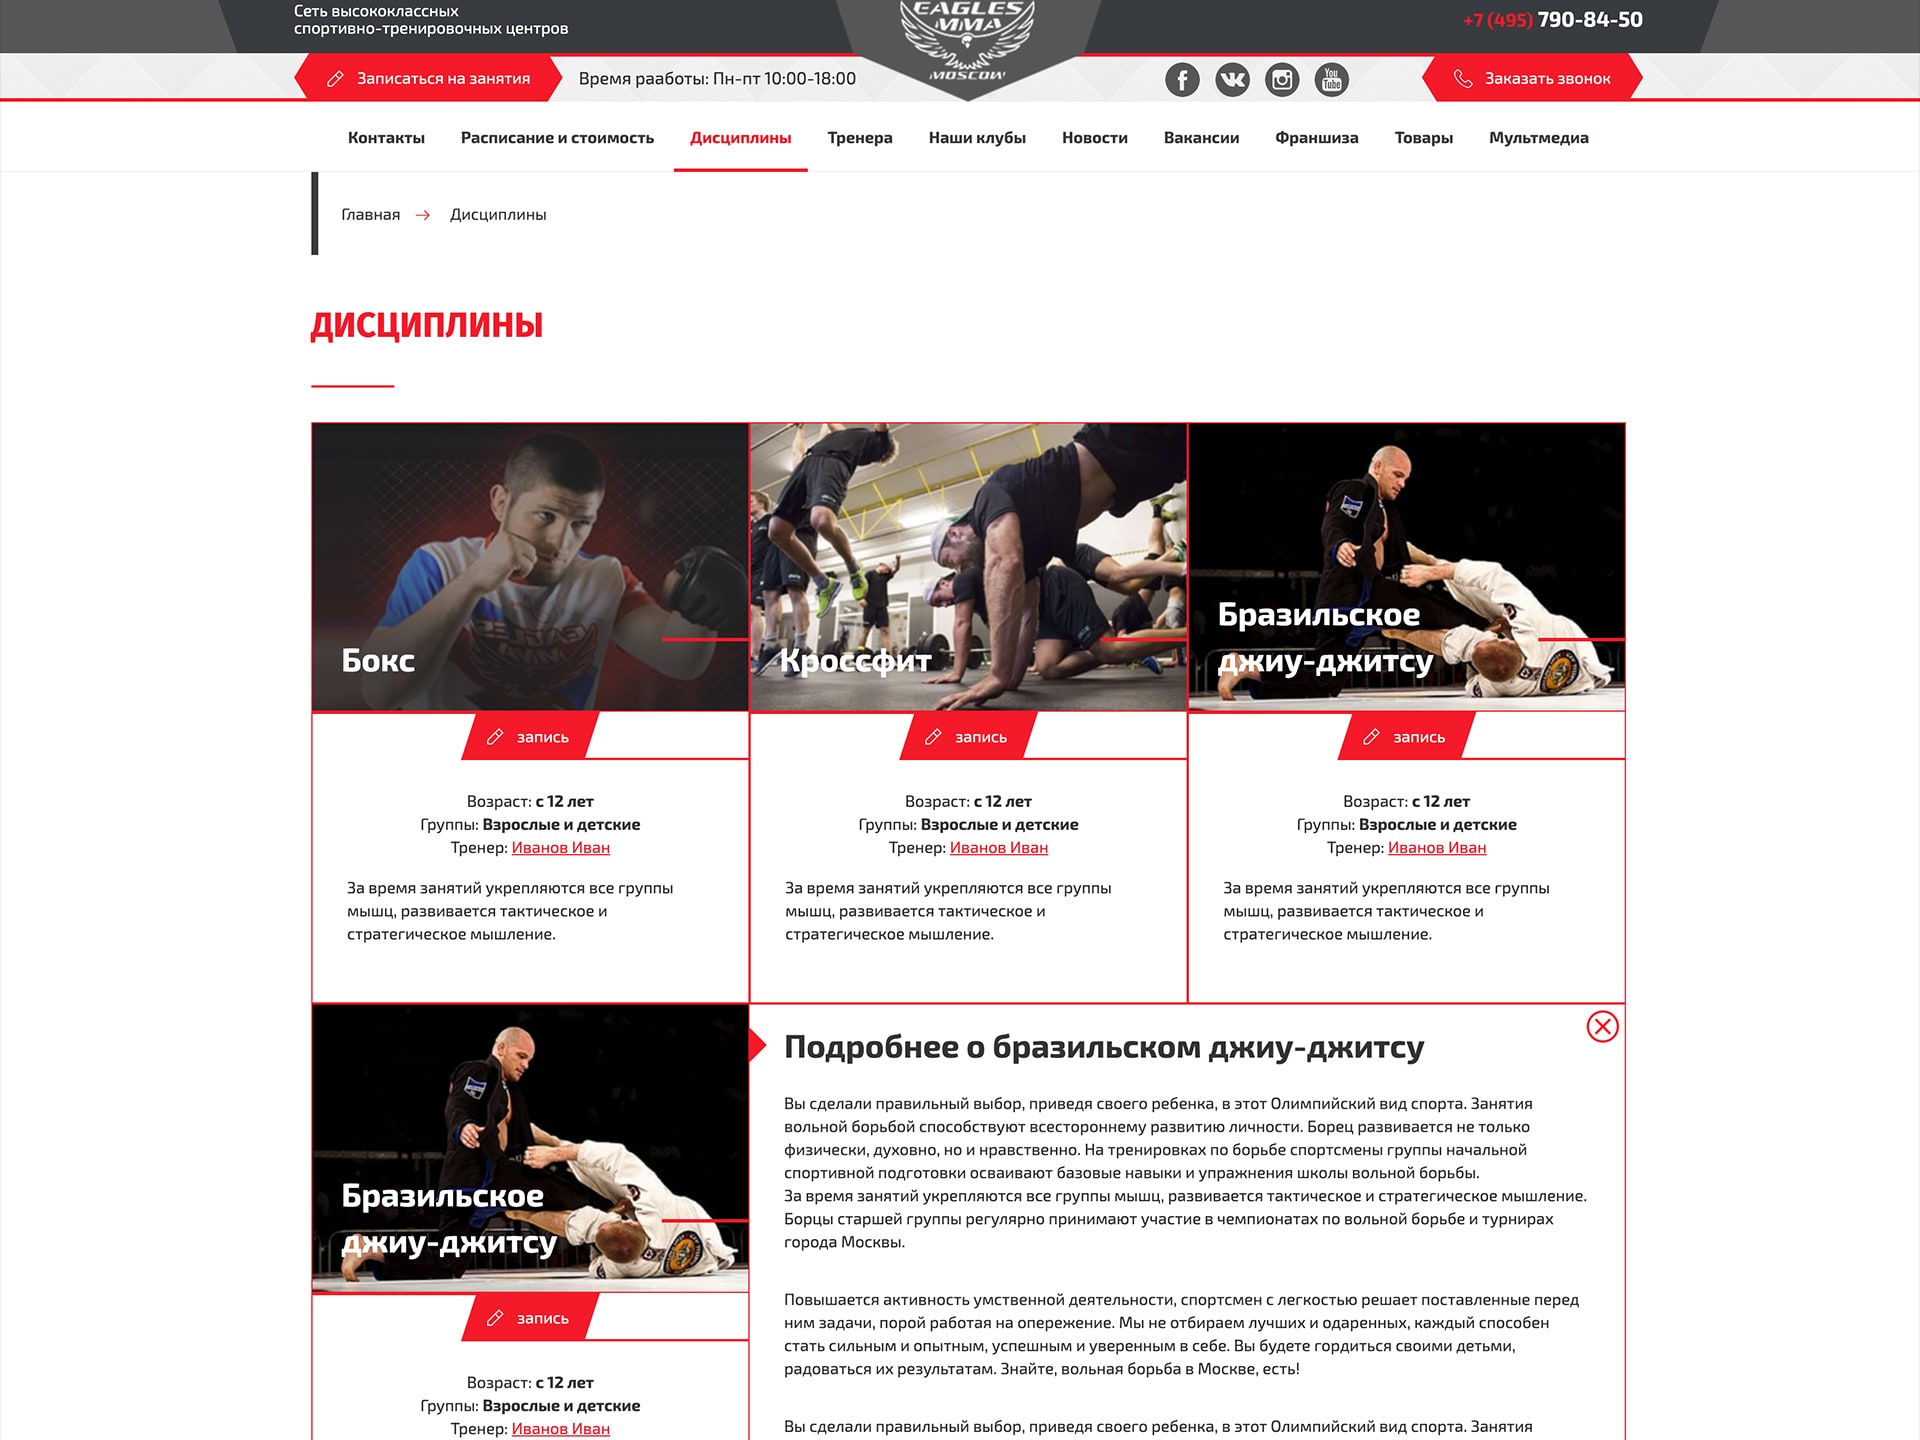 Сеть высококлассных
спортивно-тренировочных центров
EAGLES
MMA
MOSCOW
+7 (495) 790-84-50
Записаться на занятия
Время рааботы: Пн-пт 10:00-18:00
You
Tube
Заказать звонок
Контакты
Расписание и стоимость
Дисциплины
Тренера
Наши клубы
Новости
Вакансии
Франшиза
Товары
Мультмедиа
Главная → Дисциплины
ДИСЦИПЛИНЫ
Бокс
Кроссфит
Бразильское
джиу-джитсу
запись
запись
запись
Возраст: с 12 лет
Группы: Взрослые и детские
Тренер: Иванов Иван
За время занятий укрепляются все группы
мышц, развивается тактическое и
стратегическое мышление.
Возраст: с 12 лет
Группы: Взрослые и детские
Тренер: Иванов Иван
За время занятий укрепляются все группы
мышц, развивается тактическое и
стратегическое мышление.
Возраст: с 12 лет
Группы: Взрослые и детские
Тренер: Иванов Иван
За время занятий укрепляются все группы
мышц, развивается тактическое и
стратегическое мышление.
Бразильское
джиу-джитсу
запись
Возраст: с 12 лет
Группы: Взрослые и детские
Тренер: Иванов Иван
Подробнее о бразильском джиу-джитсу
Вы сделали правильный выбор, приведя своего ребенка, в этот Олимпийский вид спорта. Занятия
вольной борьбой способствуют всестороннему развитию личности. Борец развивается не только
физически, духовно, но и нравственно. На тренировках по борьбе спортсмены группы начальной
спортивной подготовки осваивают базовые навыки и упражнения школы вольной борьбы.
За время занятий укрепляются все группы мышц, развивается тактическое и стратегическое мышление.
Борцы старшей группы регулярно принимают участие в чемпионатах по вольной борьбе и турнирах
города Москвы.
Повышается активность умственной деятельности, спортсмен с легкостью решает поставленные перед
ним задачи, порой работая на опережение. Мы не отбираем лучших и одаренных, каждый способен
стать сильным и опытным, успешным и уверенным в себе. Вы будете гордиться своими детьми,
радоваться их результатам. Знайте, вольная борьба в Москве, есть!
Вы сделали правильный выбор, приведя своего ребенка, в этот Олимпийский вид спорта. Занятия